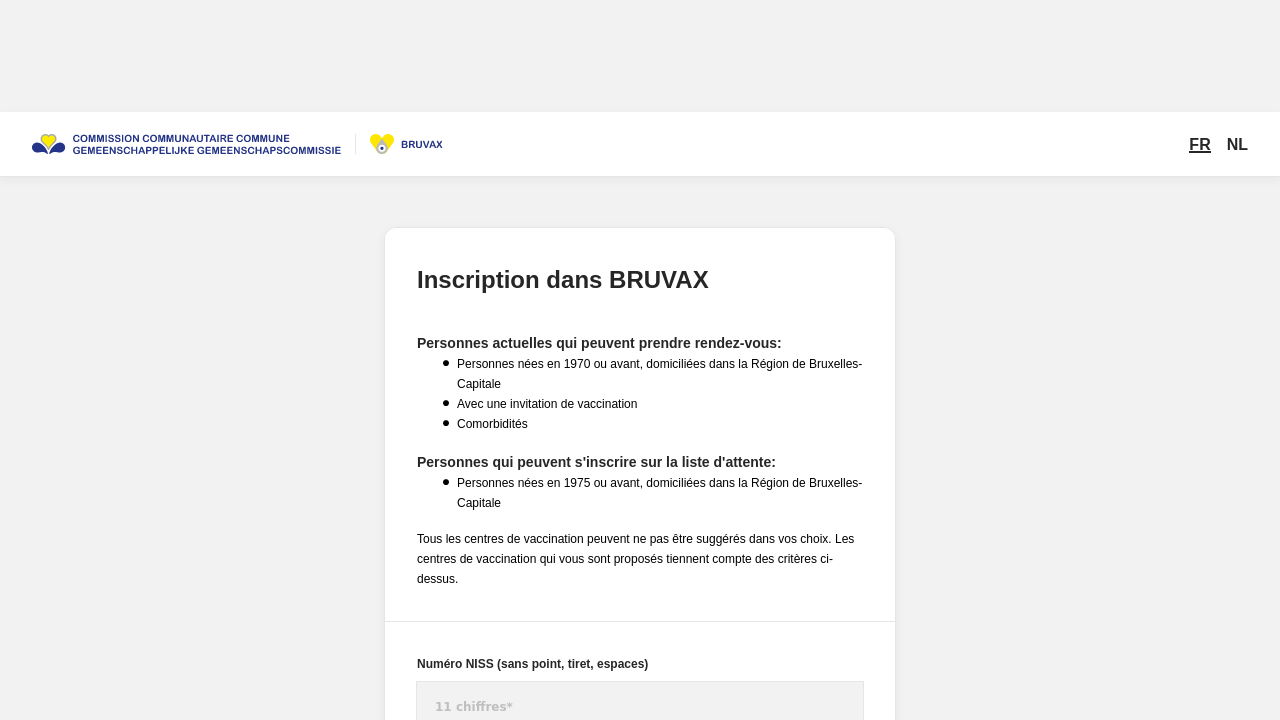 COMMISSION COMMUNAUTAIRE COMMUNE
GEMEENSCHAPPELIJKE GEMEENSCHAPSCOMMISSIE
BRUVAX
FR NL
Inscription dans BRUVAX
Personnes actuelles qui peuvent prendre rendez-vous:
Personnes nées en 1970 ou avant, domiciliées dans la Région de Bruxelles-
Capitale
Avec une invitation de vaccination
Comorbidités
Personnes qui peuvent s'inscrire sur la liste d'attente:
Personnes nées en 1975 ou avant, domiciliées dans la Région de Bruxelles-
Capitale
Tous les centres de vaccination peuvent ne pas être suggérés dans vos choix. Les
centres de vaccination qui vous sont proposés tiennent compte des critères ci-
dessus.
Numéro NISS (sans point, tiret, espaces)
11 chiffres*